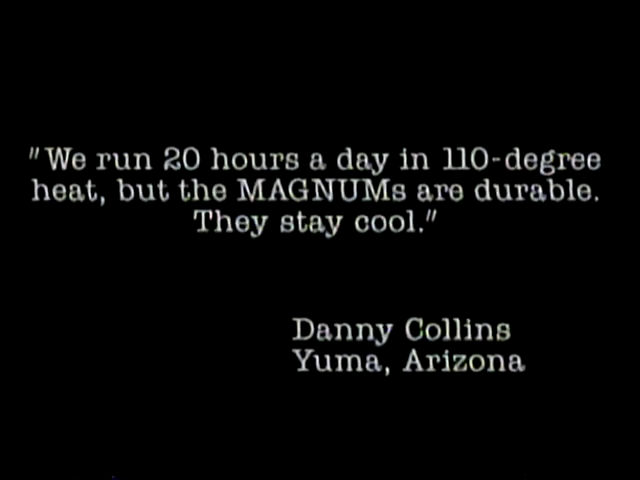 "We run 20 hours a day in 110-degree
heat, but the MAGNUMs are durable.
They stay cool."
Danny Collins
Yuma, Arizona